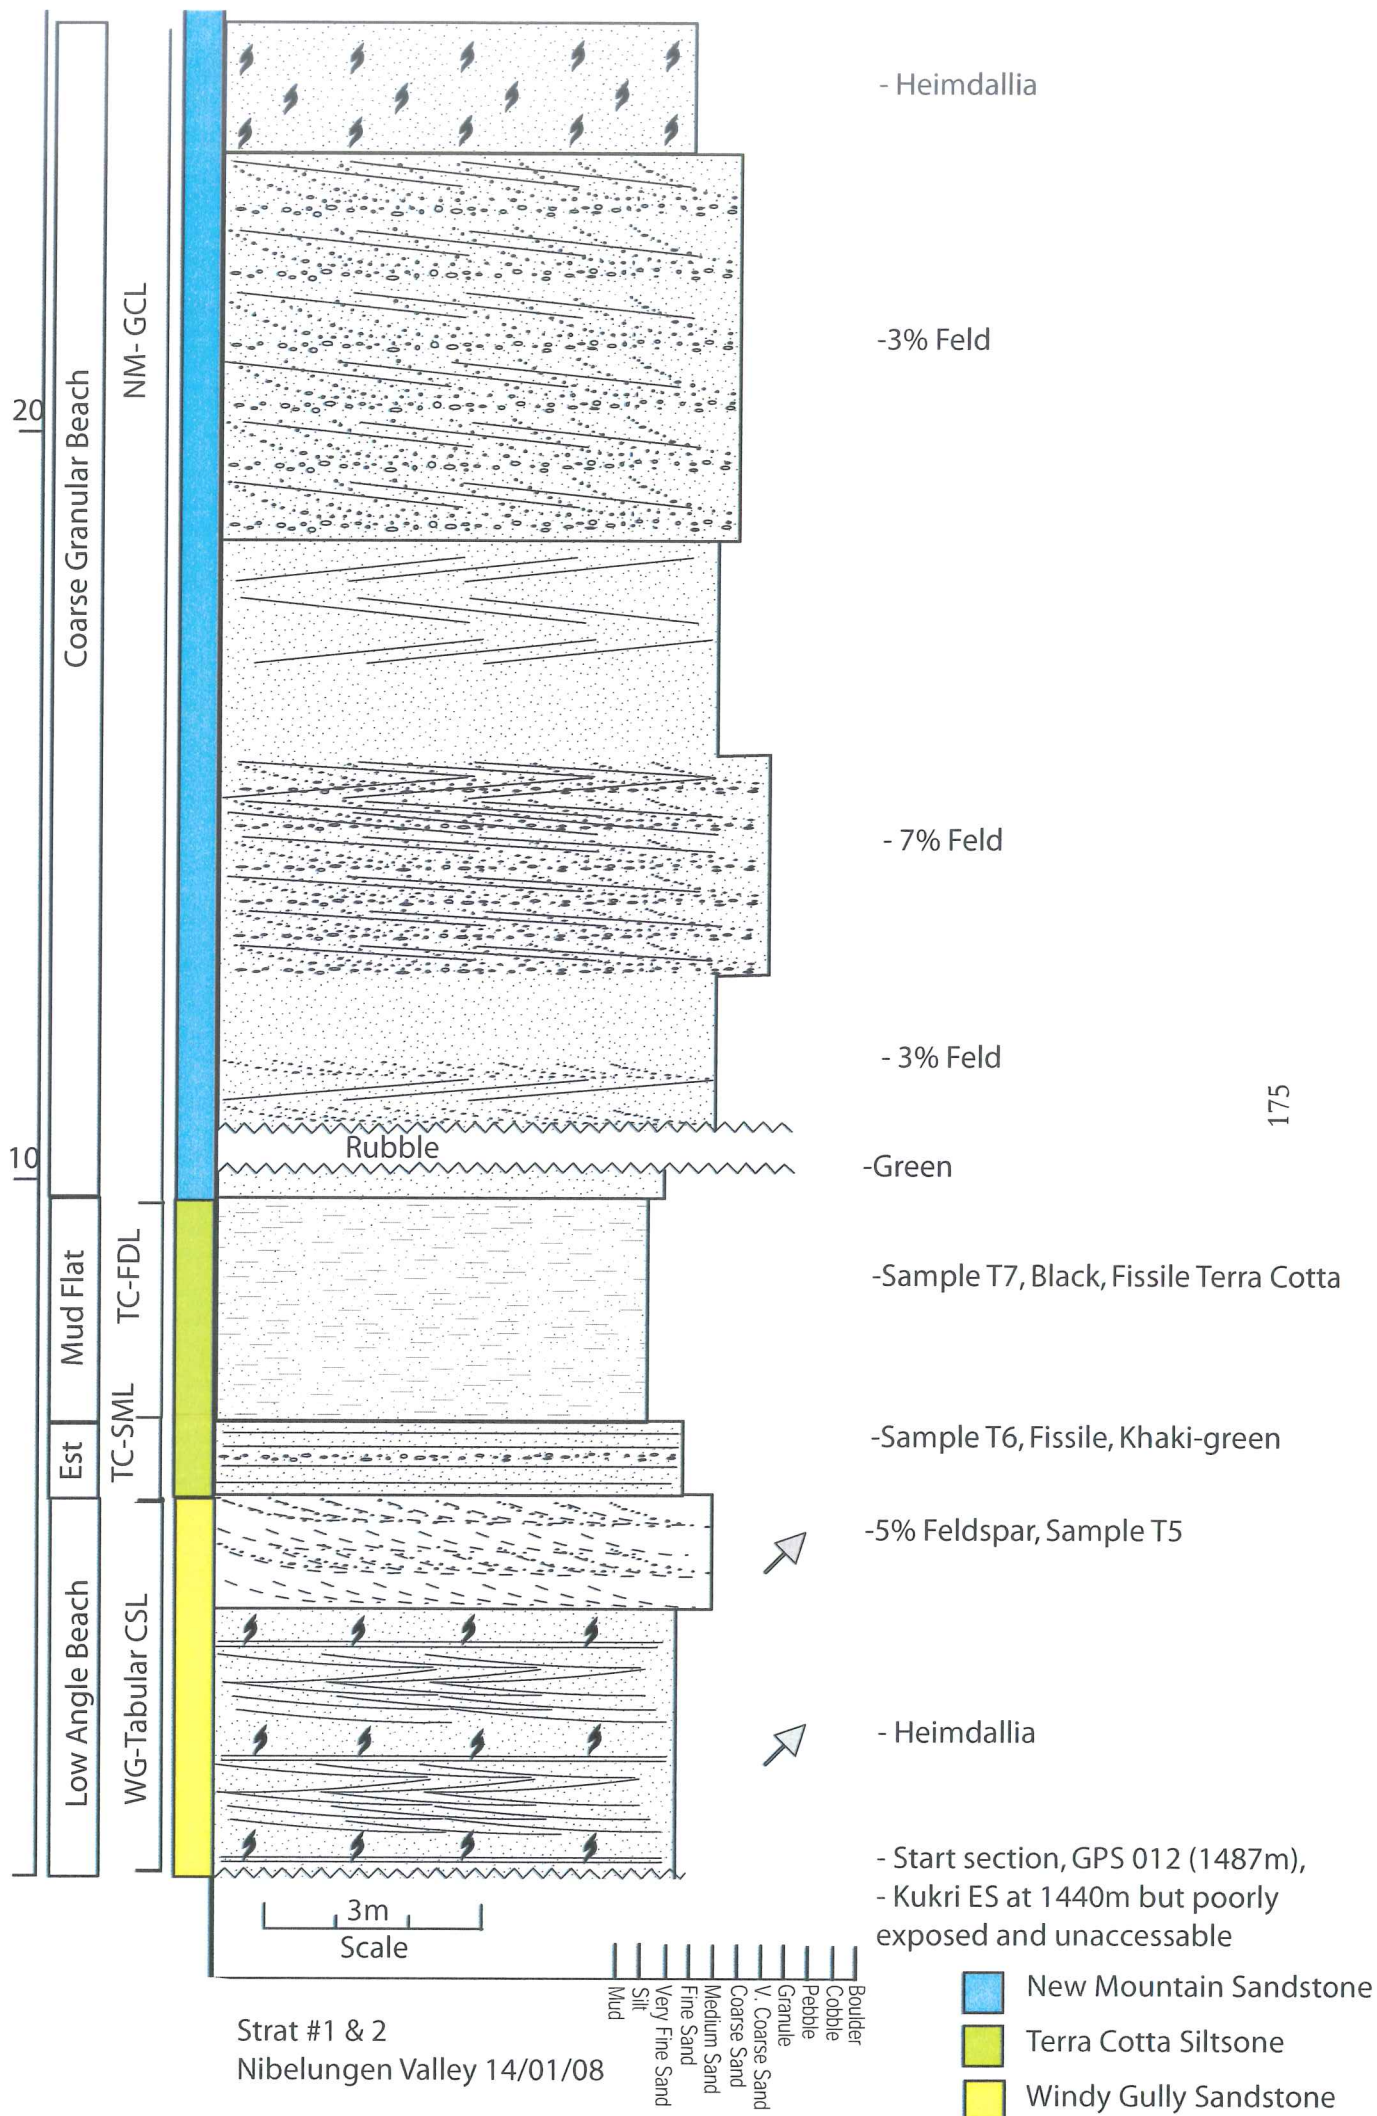 - Heimdallia
NM- GCL
-3% Feld
Coarse Granular Beach
20
- 7% Feld
- 3% Feld
175
Rubble
10
-Green
Mud Flat
TC-FDL
-Sample T7, Black, Fissile Terra Cotta
Est
TC-SML
-Sample T6, Fissile, Khaki-green
-5% Feldspar, Sample T5
Low Angle Beach
WG-Tabular CSL
- Heimdallia
- Start section, GPS 012 (1487m),
- Kukri ES at 1440m but poorly
exposed and unaccessable
3m
Scale
Mud
Silt
Very Fine Sand
Fine Sand
Medium Sand
Coarse Sand
V. Coarse Sand
Granule
Pebble
Cobble
Boulder
New Mountain Sandstone
Terra Cotta Siltsone
Windy Gully Sandstone
Strat #1 & 2
Nibelungen Valley 14/01/08